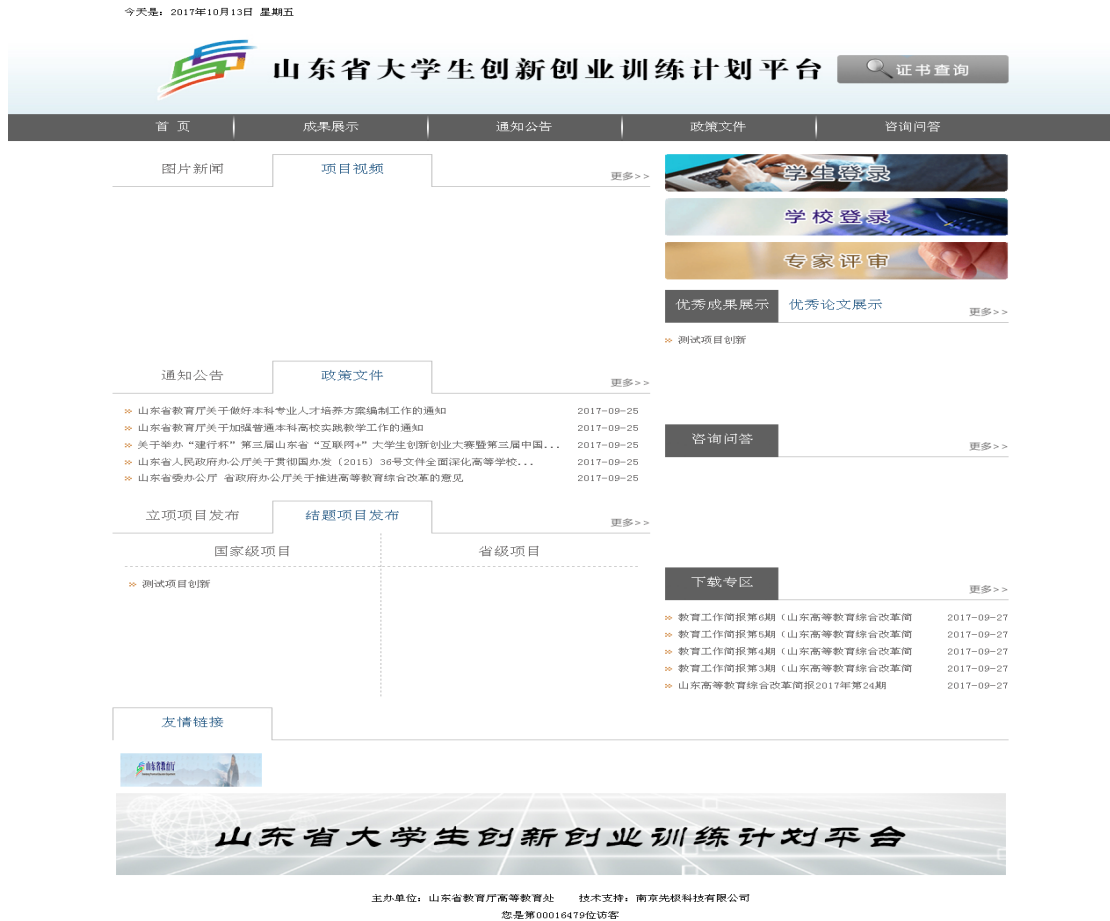 今天是：2017年10月13日 星期五
山东省大学生创新创业训练计划平台
证书查询
首 页 成果展示 通知公告 政策文件 咨询问答
图片新闻 项目视频 更多>>
学生登录
学校登录
专家评审
优秀成果展示 优秀论文展示 更多>>
测试项目创新
通知公告 政策文件 更多>>
山东省教育厅关于做好本科专业人才培养方案编制工作的通知 2017-09-25
山东省教育厅关于加强普通本科高校实践教学工作的通知 2017-09-25
关于举办“建行杯”第三届山东省“互联网+”大学生创新创业大赛暨第三届中国... 2017-09-25
山东省人民政府办公厅关于贯彻国办发（2015）36号文件全面深化高等学校... 2017-09-25
山东省委办公厅 省政府办公厅关于推进高等教育综合改革的意见 2017-09-25
咨询问答 更多>>
立项项目发布 结题项目发布 更多>>
国家级项目 省级项目
测试项目创新
下载专区 更多>>
教育工作简报第6期（山东高等教育综合改革简 2017-09-27
教育工作简报第5期（山东高等教育综合改革简 2017-09-27
教育工作简报第4期（山东高等教育综合改革简 2017-09-27
教育工作简报第3期（山东高等教育综合改革简 2017-09-27
山东高等教育综合改革简报2017年第24期 2017-09-27
友情链接
山东省教育厅
山东省大学生创新创业训练计划平台
主办单位：山东省教育厅高等教育处 技术支持：南京先极科技有限公司
您是第00016479位访客